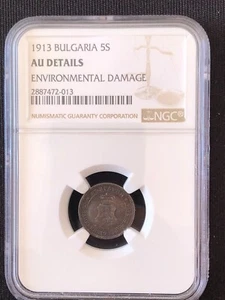 1913 BULGARIA 5S
AU DETAILS
ENVIRONMENTAL DAMAGE
2887472-013
NUMISMATIC GUARANTY CORPORATION
NGC